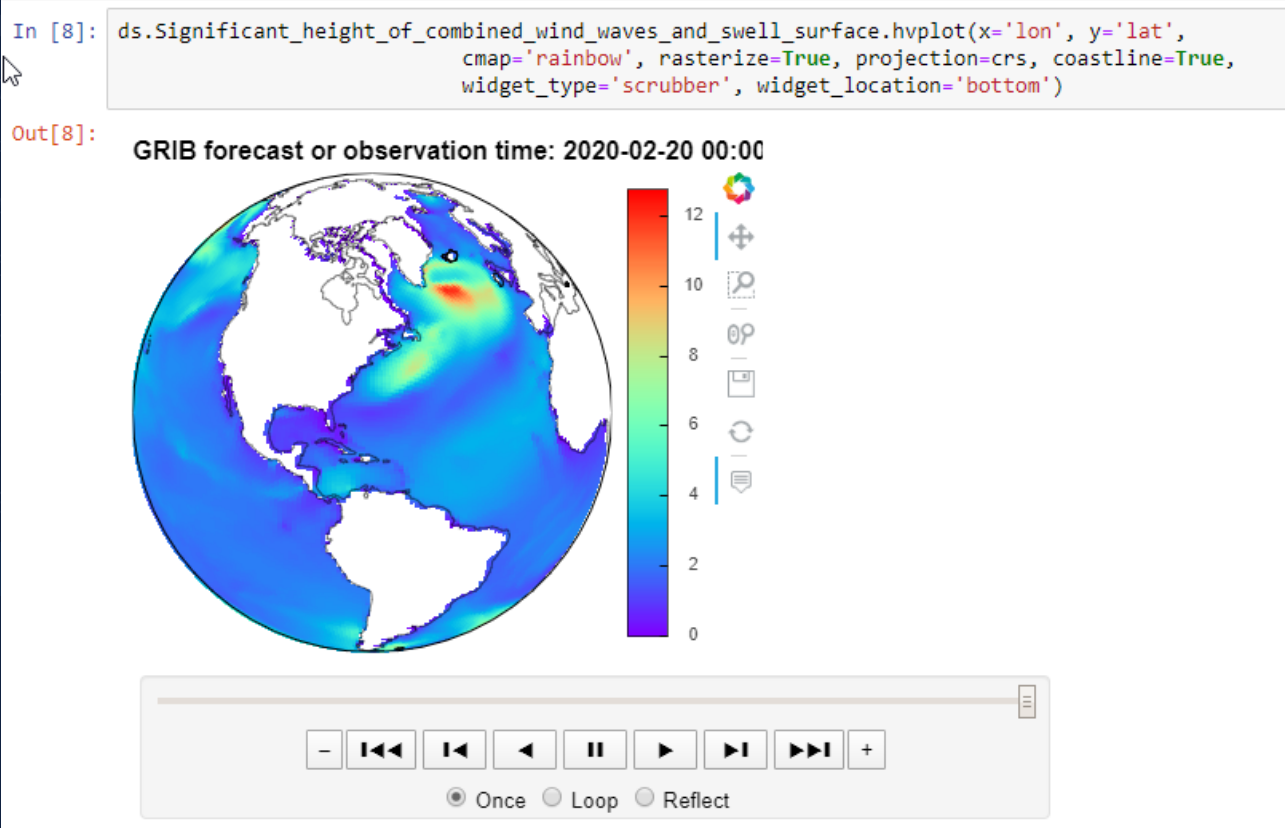 In [8]: ds.Significant_height_of_combined_wind_waves_and_swell_surface.hvplot(x='lon', y='lat',
cmap='rainbow', rasterize=True, projection=crs, coastline=True,
widget_type='scrubber', widget_location='bottom')
Out[8]:
GRIB forecast or observation time: 2020-02-20 00:00
12
10
8
6
4
2
0
–
+
Once Loop Reflect